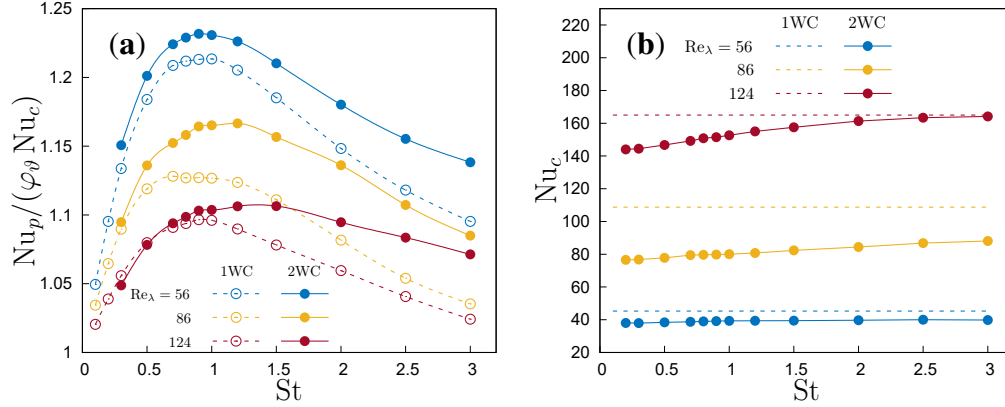 (a)
Nu_p/(φ_ϑ Nu_c)
1.25
1.2
1.15
1.1
1.05
1
0 0.5 1 1.5 2 2.5 3
St
1WC 2WC
Re_λ = 56
86
124
(b)
Nu_c
220
200
180
160
140
120
100
80
60
40
20
0 0.5 1 1.5 2 2.5 3
St
1WC 2WC
Re_λ = 56
86
124